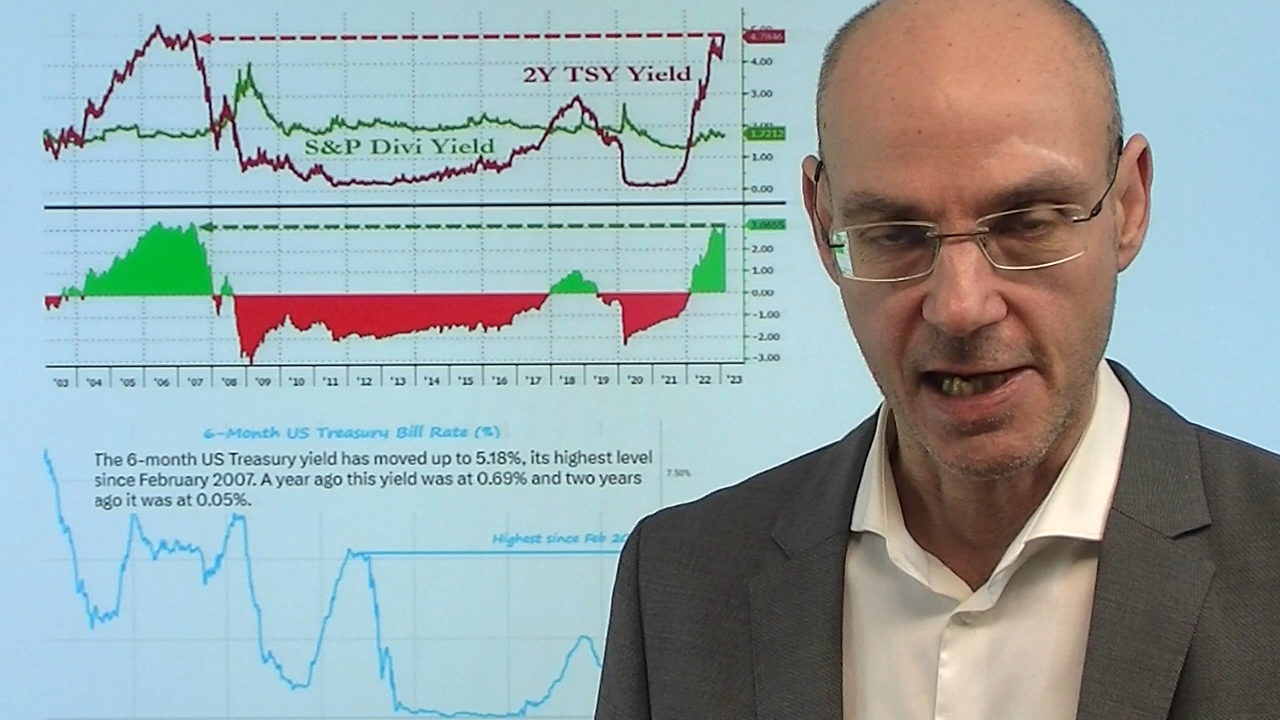 5.00
4.7846
4.00
2Y TSY Yield
3.00
2.00
1.7212
S&P Divi Yield
1.00
0.00
3.0655
2.00
1.00
0.00
-1.00
-2.00
-3.00
'03 '04 '05 '06 '07 '08 '09 '10 '11 '12 '13 '14 '15 '16 '17 '18 '19 '20 '21 '22 '23
6-Month US Treasury Bill Rate (%)
The 6-month US Treasury yield has moved up to 5.18%, its highest level
since February 2007. A year ago this yield was at 0.69% and two years
ago it was at 0.05%.
7.50%
Highest since Feb 20